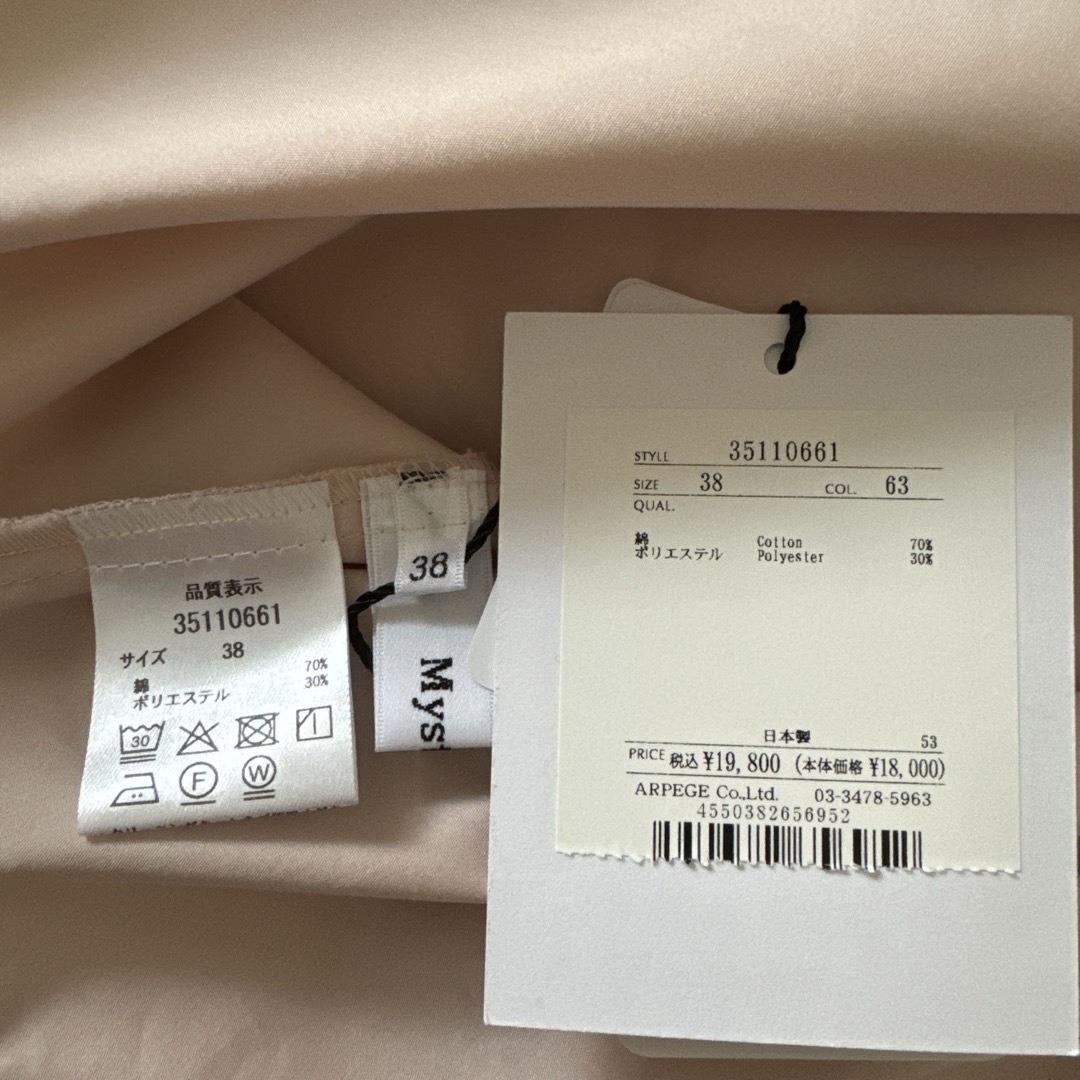 品質表示
35110661
サイズ 38
綿 70%
ポリエステル 30%
30
F
W
38
Myst
STYLE 35110661
SIZE 38 COL. 63
QUAL.
綿 Cotton 70%
ポリエステル Polyester 30%
日本製 53
PRICE 税込 ¥19,800 (本体価格 ¥18,000)
ARPEGE Co.,Ltd. 03-3478-5963
4550382656952